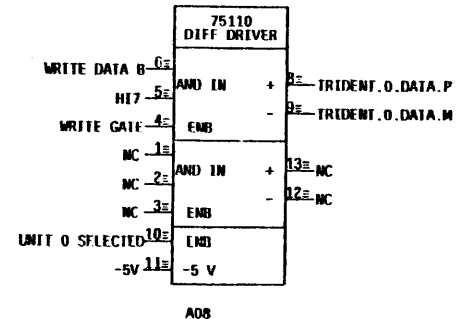 75110
DIFF DRIVER
WRITE DATA B 6 AND IN + 8 TRIDENT.0.DATA.P
HI7 5 - 9 TRIDENT.0.DATA.M
WRITE GATE 4 ENB
NC 1 AND IN + 13 NC
NC 2 - 12 NC
NC 3 ENB
UNIT 0 SELECTED 10 ENB
-5V 11 -5 V
A08